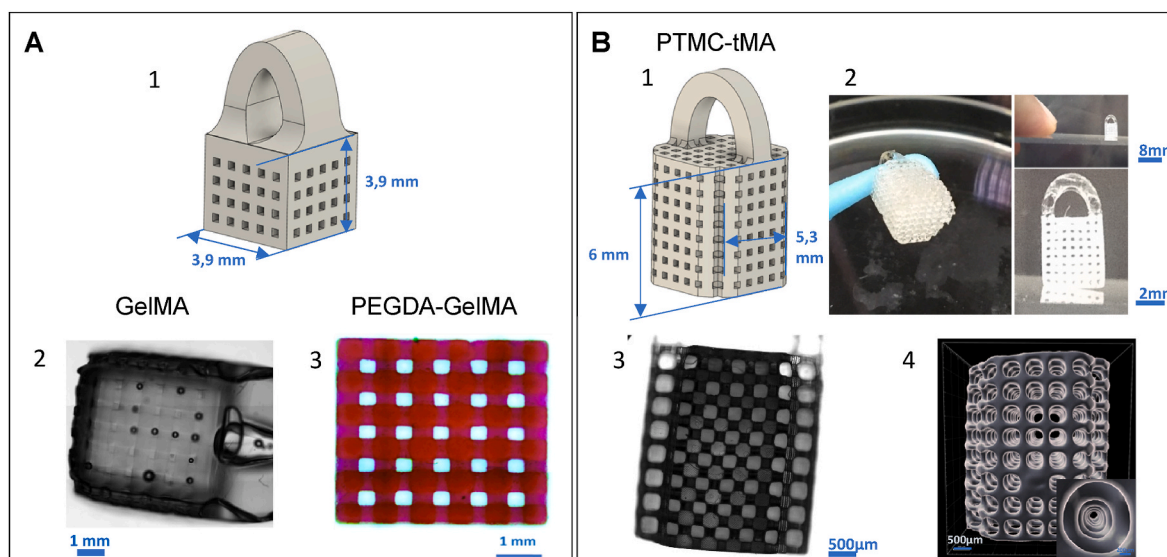 A
1
3,9 mm
3,9 mm
GelMA
PEGDA-GelMA
2
3
1 mm
1 mm
B
PTMC-tMA
1
2
6 mm
5,3
mm
8mm
2mm
3
4
500µm
500µm